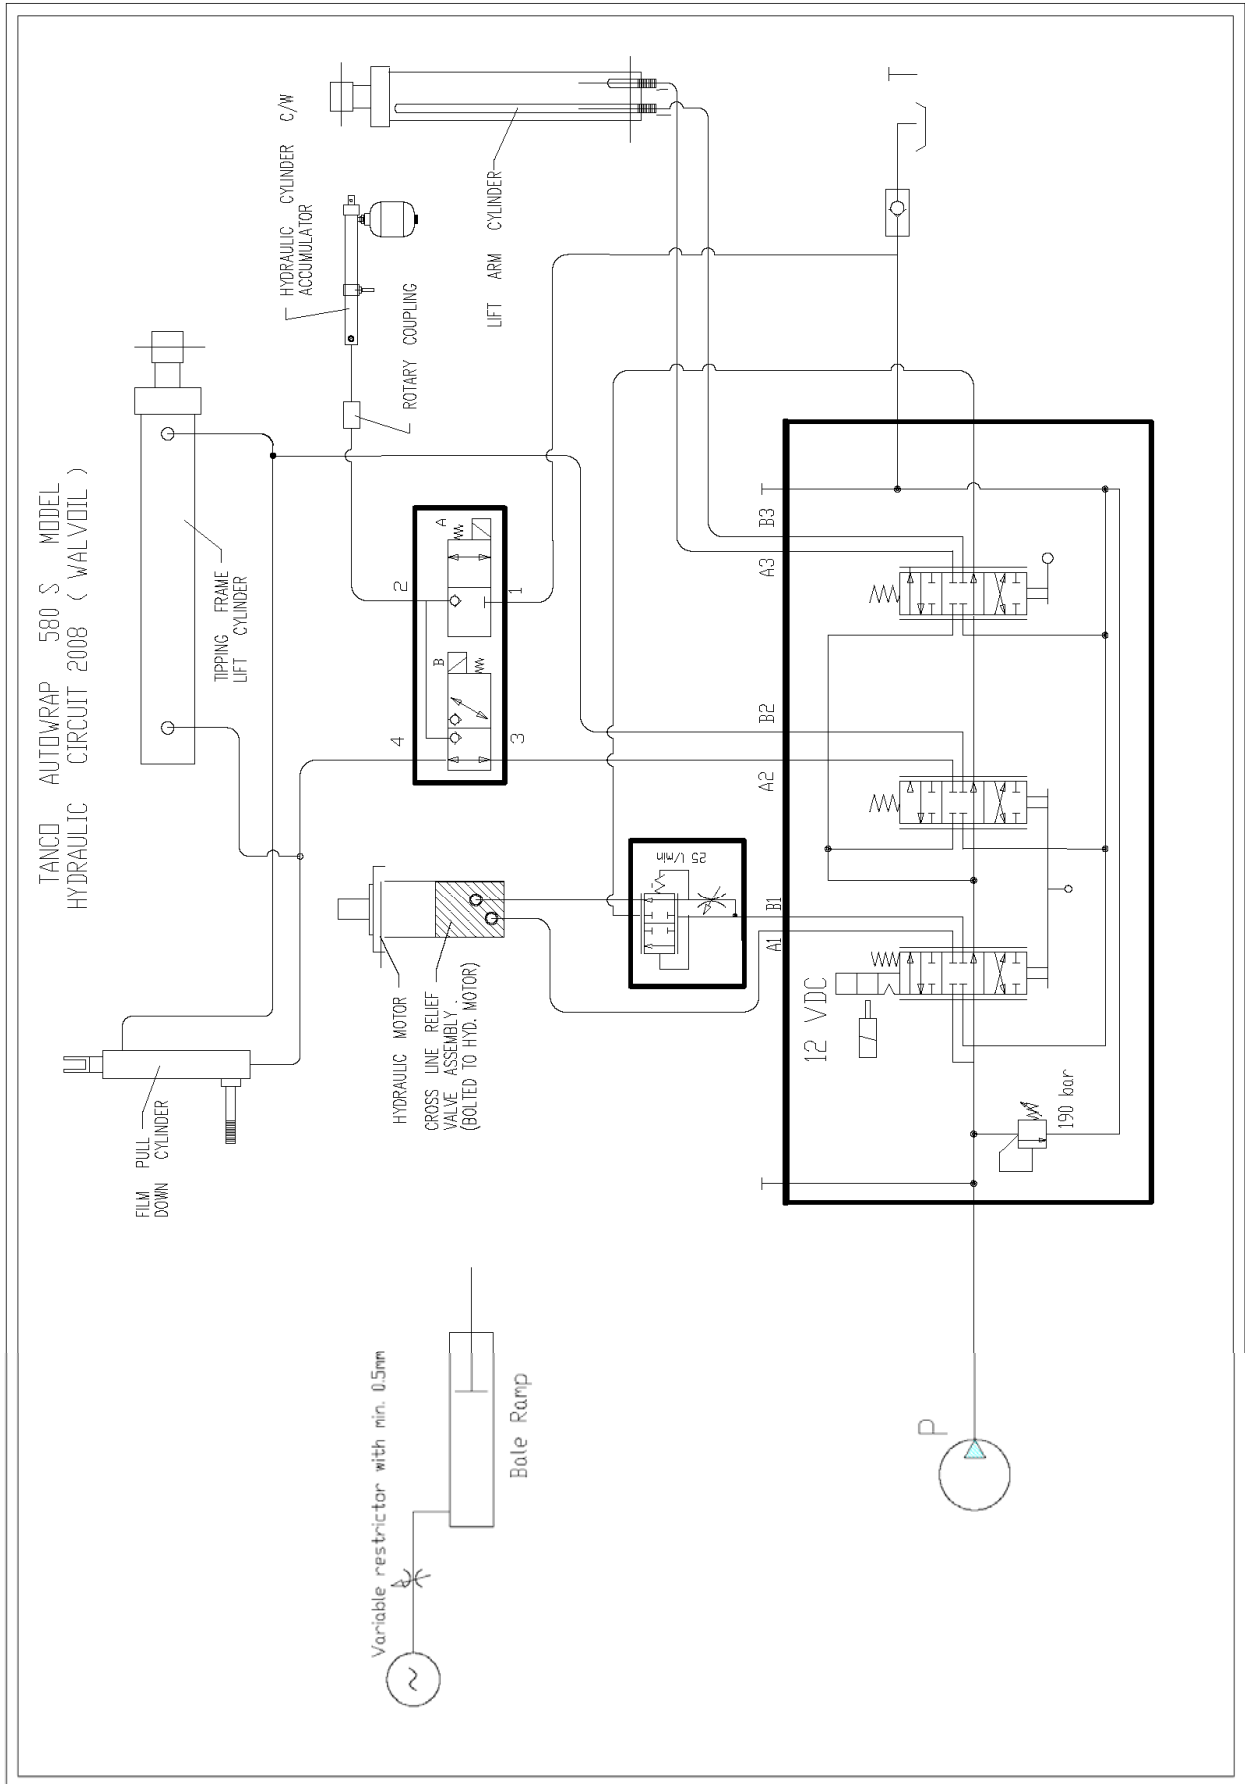 TANCO AUTOWRAP 580 S MODEL
HYDRAULIC CIRCUIT 2008 ( WALVOIL )
FILM PULL
DOWN CYLINDER
TIPPING FRAME
LIFT CYLINDER
HYDRAULIC CYLINDER C/W
ACCUMULATOR
ROTARY COUPLING
LIFT ARM CYLINDER
HYDRAULIC MOTOR
CROSS LINE RELIEF
VALVE ASSEMBLY .
(BOLTED TO HYD. MOTOR)
4
2
B
A
3
1
25 l/min
A1
B1
A2
B2
A3
B3
12 VDC
190 bar
T
P
Variable restrictor with min. 0.5mm
Bale Ramp